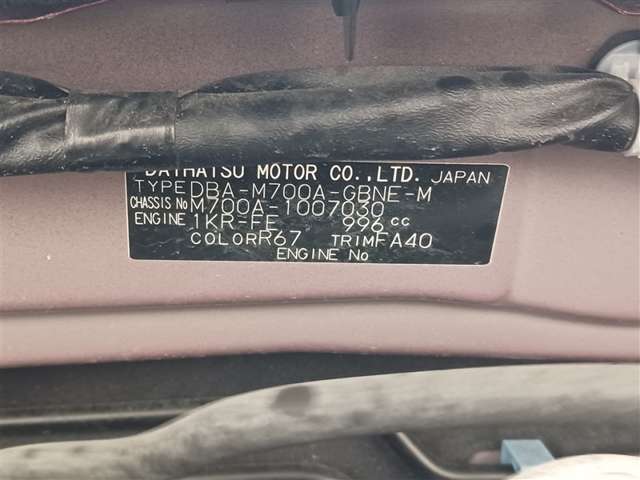 DAIHATSU MOTOR CO.,LTD. JAPAN
TYPE DBA-M700A-GBNE-M
CHASSIS No M700A-1007030
ENGINE 1KR-FE 996 cc
COLOR R67 TRIM FA40
ENGINE No